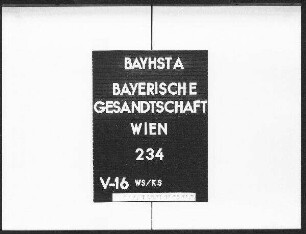 BAYHSTA
BAYERISCHE
GESANDTSCHAFT
WIEN
234
V-16 WS/KS